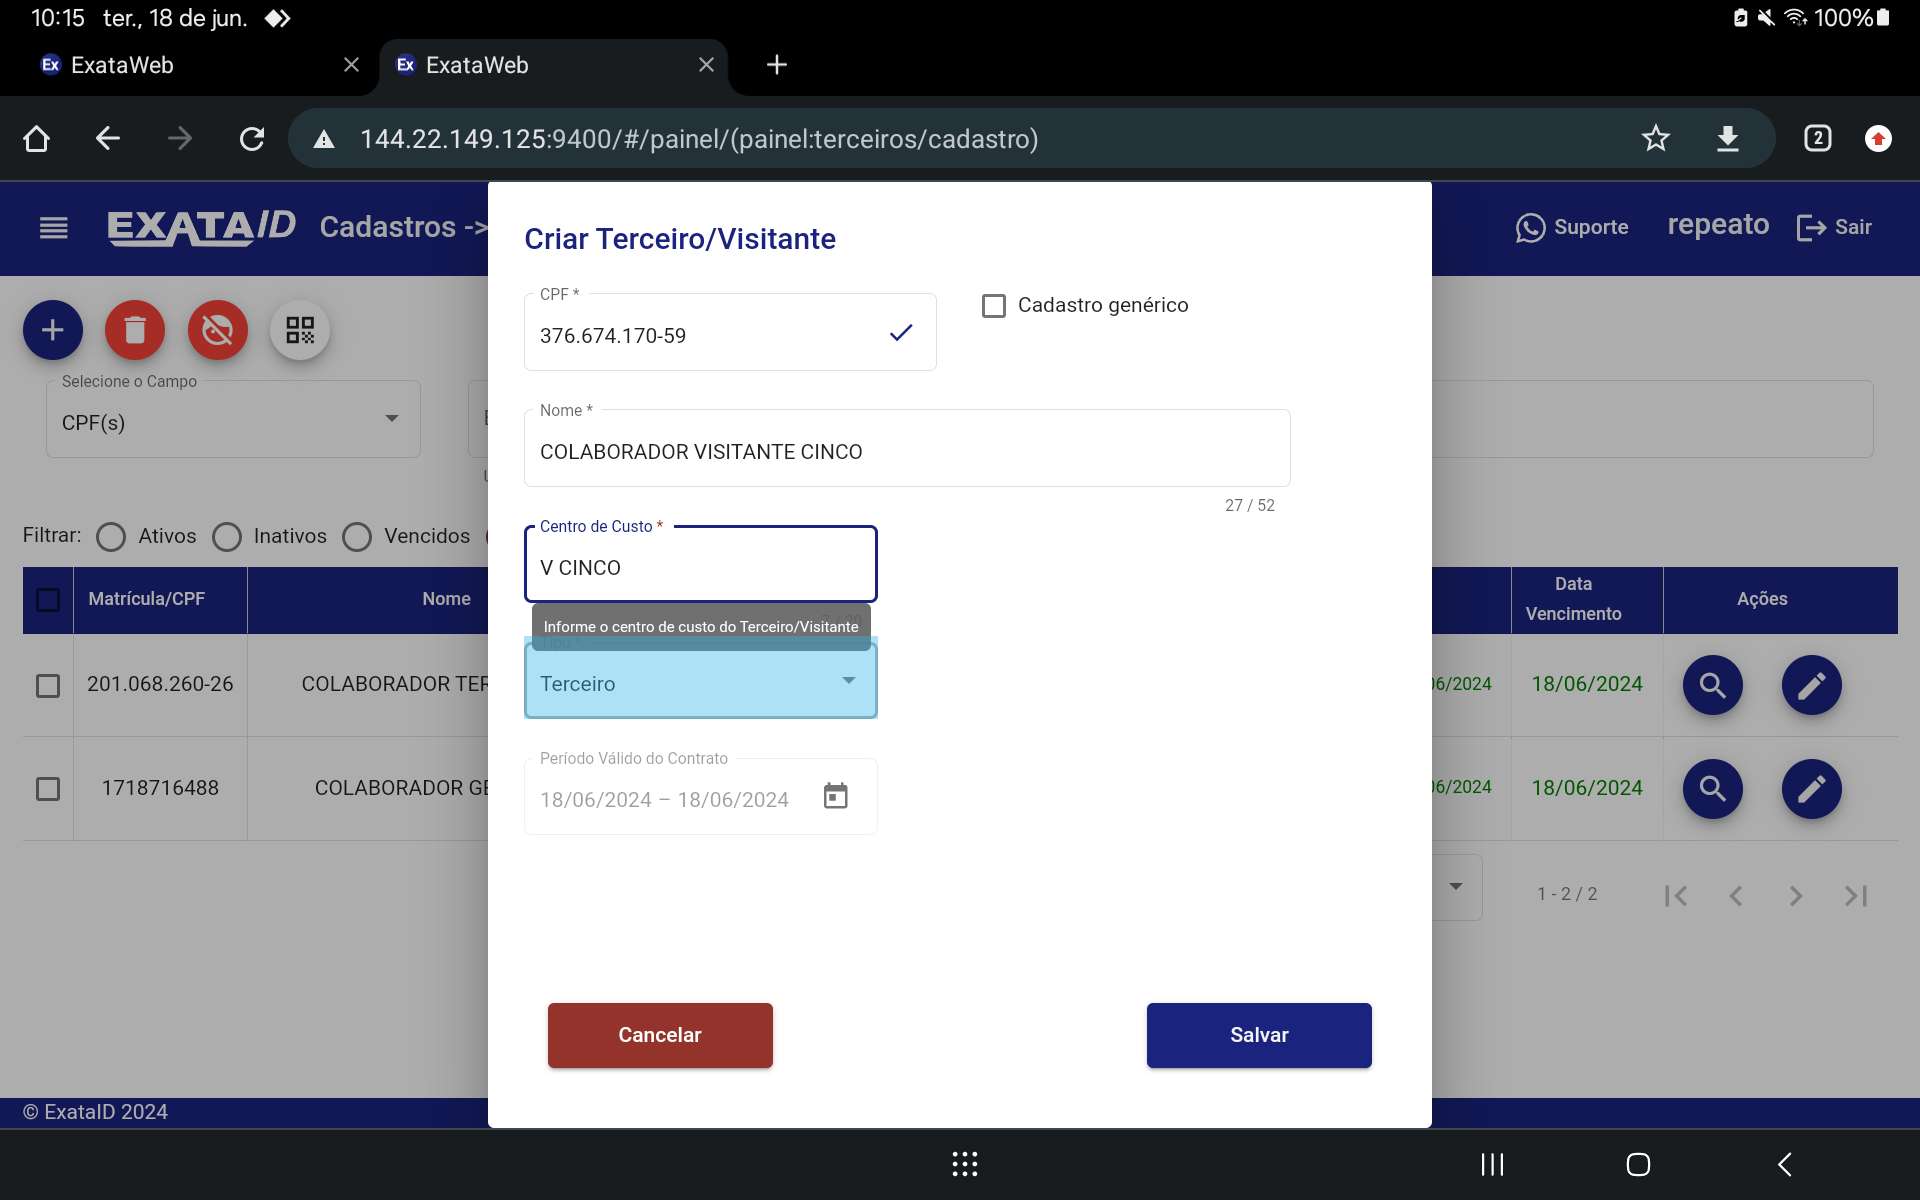 10:15 ter., 18 de jun.
100%
Ex ExataWeb
Ex ExataWeb
144.22.149.125:9400/#/painel/(painel:terceiros/cadastro)
2
EXATAID Cadastros ->
Suporte repeato Sair
Criar Terceiro/Visitante
CPF *
376.674.170-59
Cadastro genérico
Selecione o Campo
CPF(s)
Nome *
COLABORADOR VISITANTE CINCO
27 / 52
Filtrar: Ativos Inativos Vencidos
Centro de Custo *
V CINCO
Informe o centro de custo do Terceiro/Visitante
Terceiro
Período Válido do Contrato
18/06/2024 – 18/06/2024
Matrícula/CPF Nome Data Vencimento Ações
201.068.260-26 COLABORADOR TER 06/2024 18/06/2024
1718716488 COLABORADOR GE 06/2024 18/06/2024
1 - 2 / 2
Cancelar Salvar
© ExataID 2024